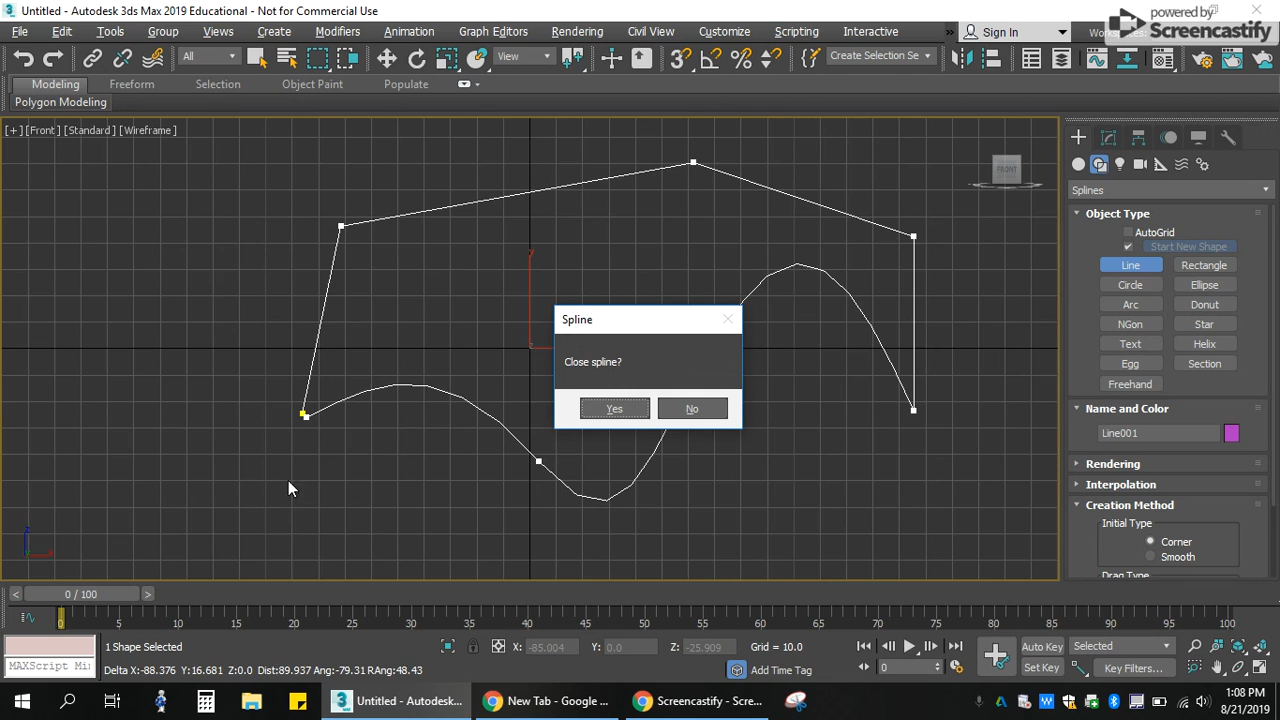 Untitled - Autodesk 3ds Max 2019 Educational - Not for Commercial Use
powered by
Screencastify
File Edit Tools Group Views Create Modifiers Animation Graph Editors Rendering Civil View Customize Scripting Interactive Sign In
All View Create Selection Se
Modeling Freeform Selection Object Paint Populate
Polygon Modeling
[+] [Front] [Standard] [Wireframe]
FRONT
Splines
Object Type
AutoGrid
Start New Shape
Line Rectangle
Circle Ellipse
Arc Donut
NGon Star
Text Helix
Egg Section
Freehand
Name and Color
Line001
Rendering
Interpolation
Creation Method
Initial Type
Corner
Smooth
Drag Type
Spline
Close spline?
Yes No
y
z
z
x
< 0 / 100 >
0 5 10 15 20 25 30 35 40 45 50 55 60 65 70 75 80 85 90 95 100
1 Shape Selected X: -85.004 Y: 0.0 Z: -25.909 Grid = 10.0 Auto Key Selected
MAXScript Mi Delta X:-88.376 Y:16.681 Z:0.0 Dist:89.937 Ang:-79.31 RAng:48.43 Add Time Tag 0 Set Key Key Filters...
Untitled - Autodesk... New Tab - Google ... Screencastify - Scre...
1:08 PM
8/21/2019